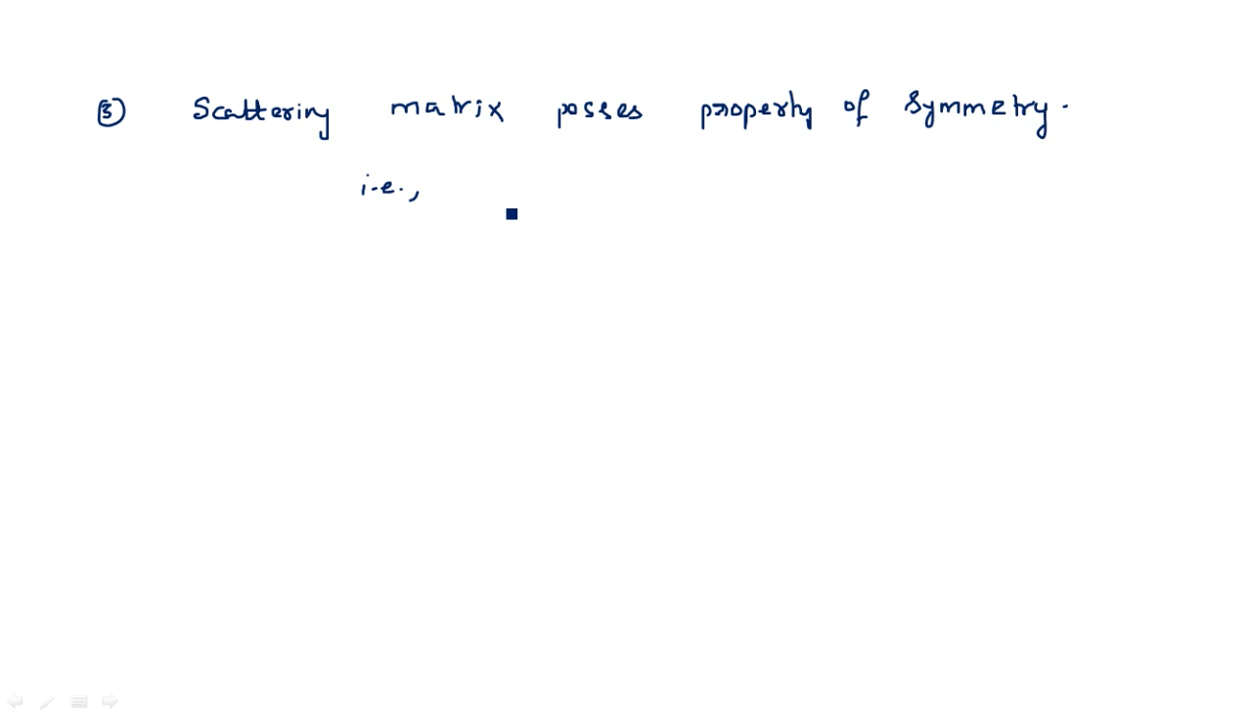 ③ Scattering matrix posses property of Symmetry.
i.e.,